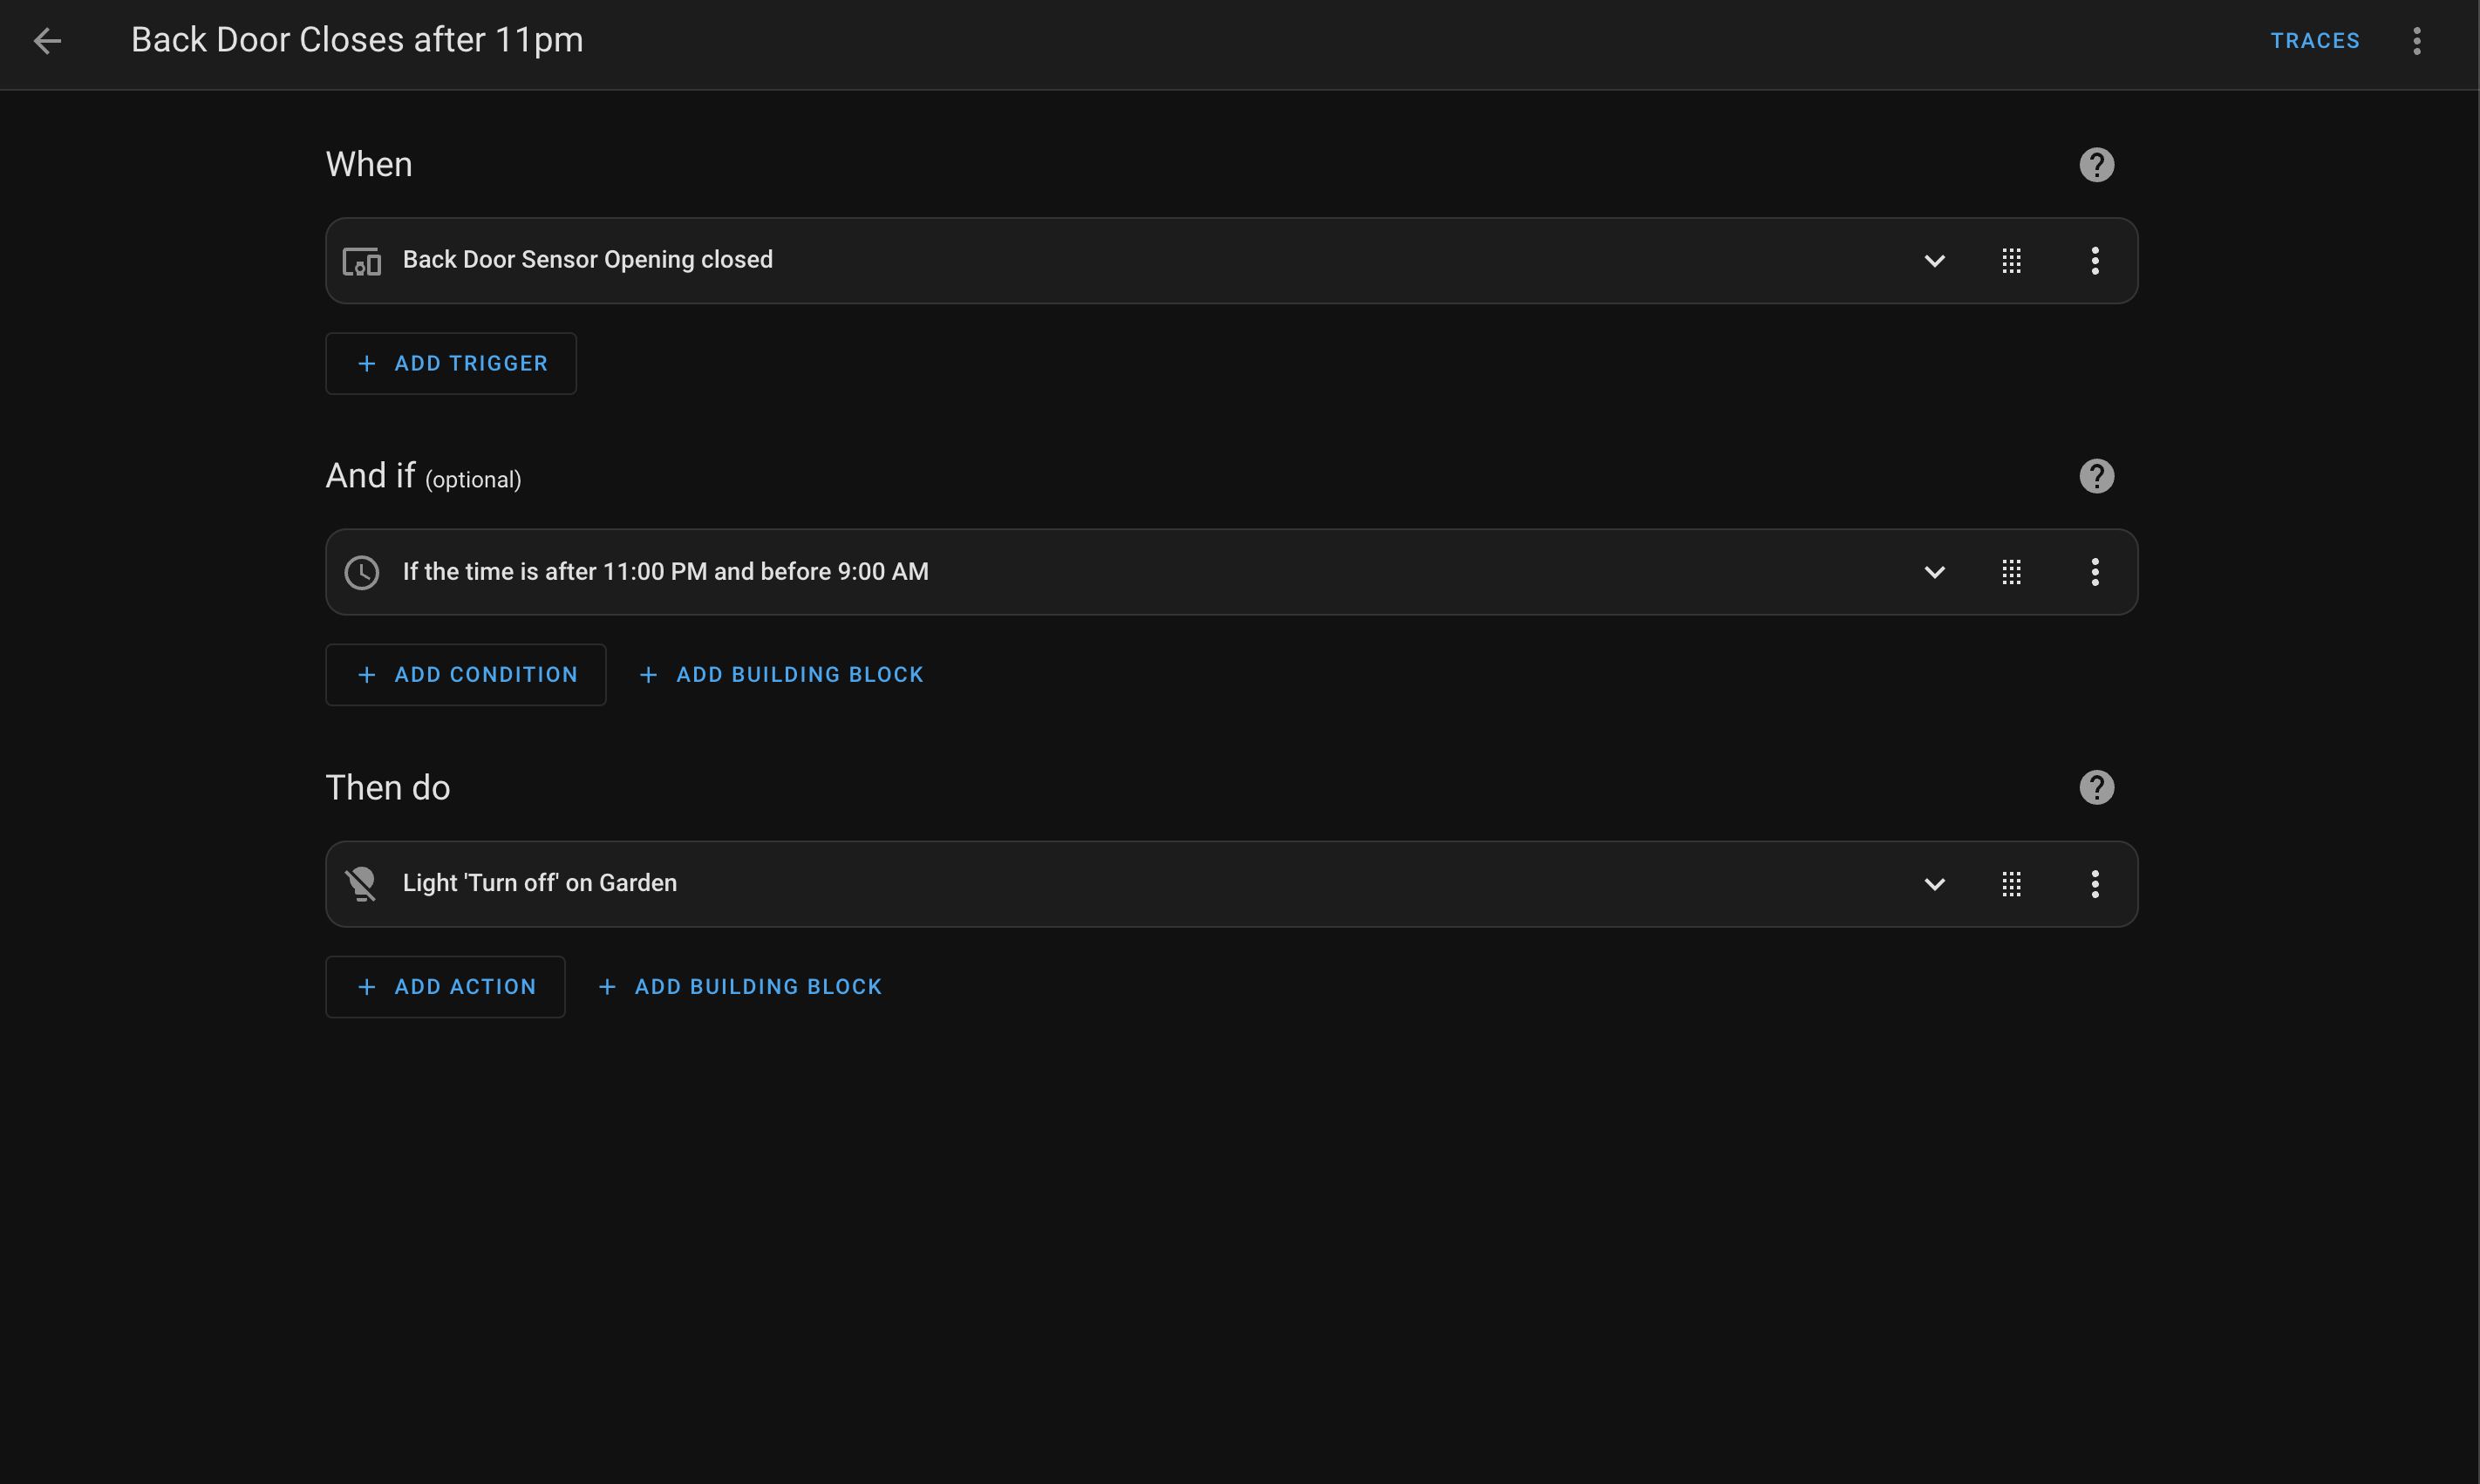 Back Door Closes after 11pm
TRACES
When
Back Door Sensor Opening closed
ADD TRIGGER
And if (optional)
If the time is after 11:00 PM and before 9:00 AM
ADD CONDITION
ADD BUILDING BLOCK
Then do
Light 'Turn off' on Garden
ADD ACTION
ADD BUILDING BLOCK